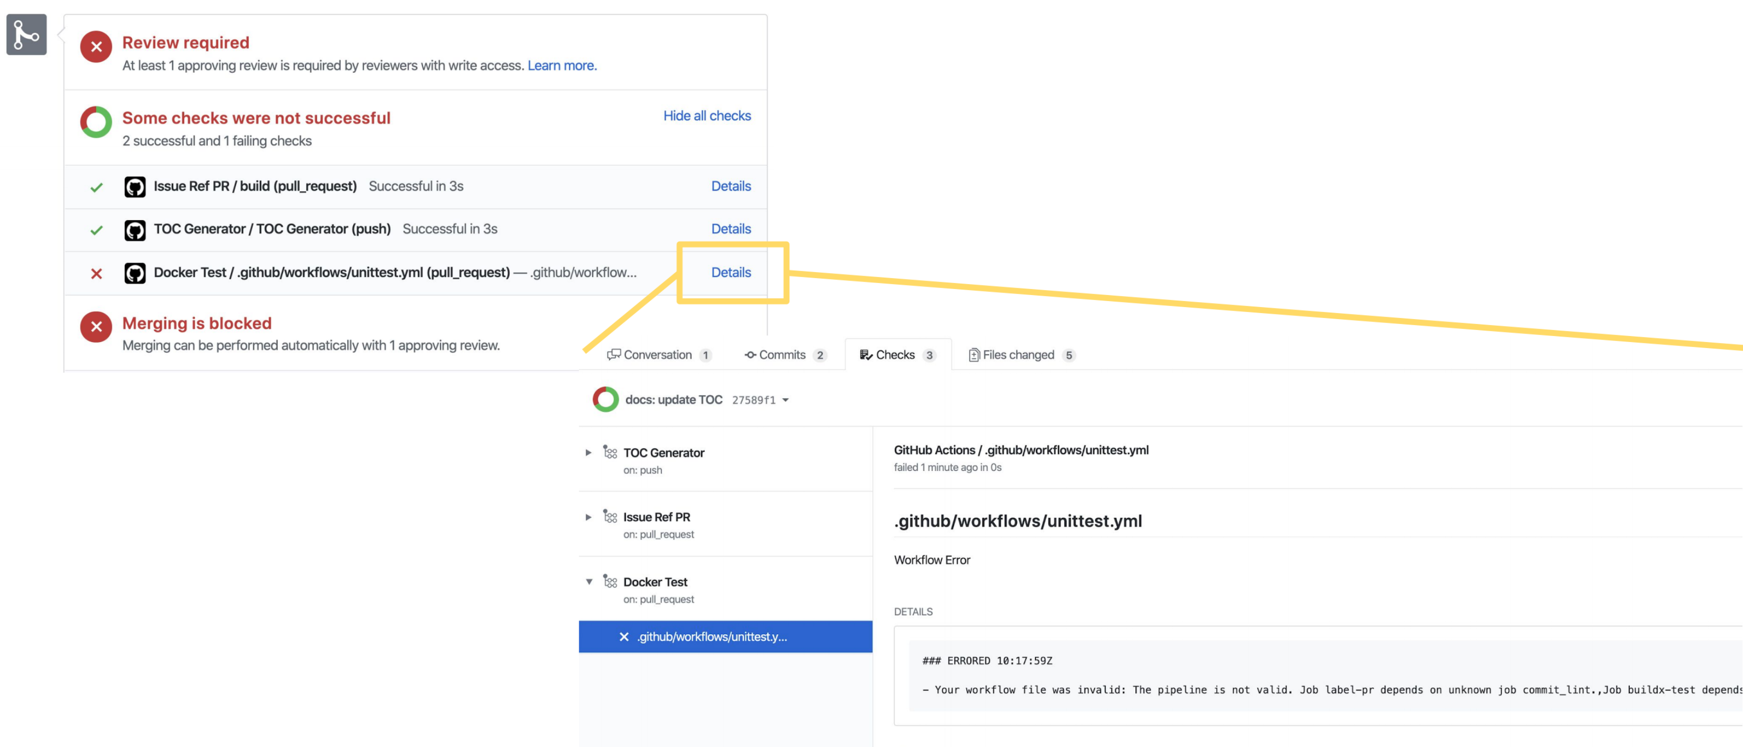 Review required
At least 1 approving review is required by reviewers with write access. Learn more.
Some checks were not successful
Hide all checks
2 successful and 1 failing checks
Issue Ref PR / build (pull_request) Successful in 3s Details
TOC Generator / TOC Generator (push) Successful in 3s Details
Docker Test / .github/workflows/unittest.yml (pull_request) — .github/workflow... Details
Merging is blocked
Merging can be performed automatically with 1 approving review.
Conversation 1 Commits 2 Checks 3 Files changed 5
docs: update TOC 27589f1
TOC Generator
on: push
Issue Ref PR
on: pull_request
Docker Test
on: pull_request
.github/workflows/unittest.y...
GitHub Actions / .github/workflows/unittest.yml
failed 1 minute ago in 0s
.github/workflows/unittest.yml
Workflow Error
DETAILS
### ERRORED 10:17:59Z
- Your workflow file was invalid: The pipeline is not valid. Job label-pr depends on unknown job commit_lint.,Job buildx-test depends